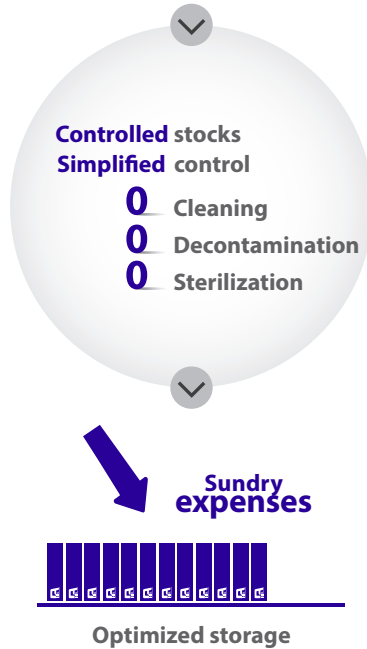 Controlled stocks
Simplified control
0 Cleaning
0 Decontamination
0 Sterilization
Sundry
expenses
Optimized storage